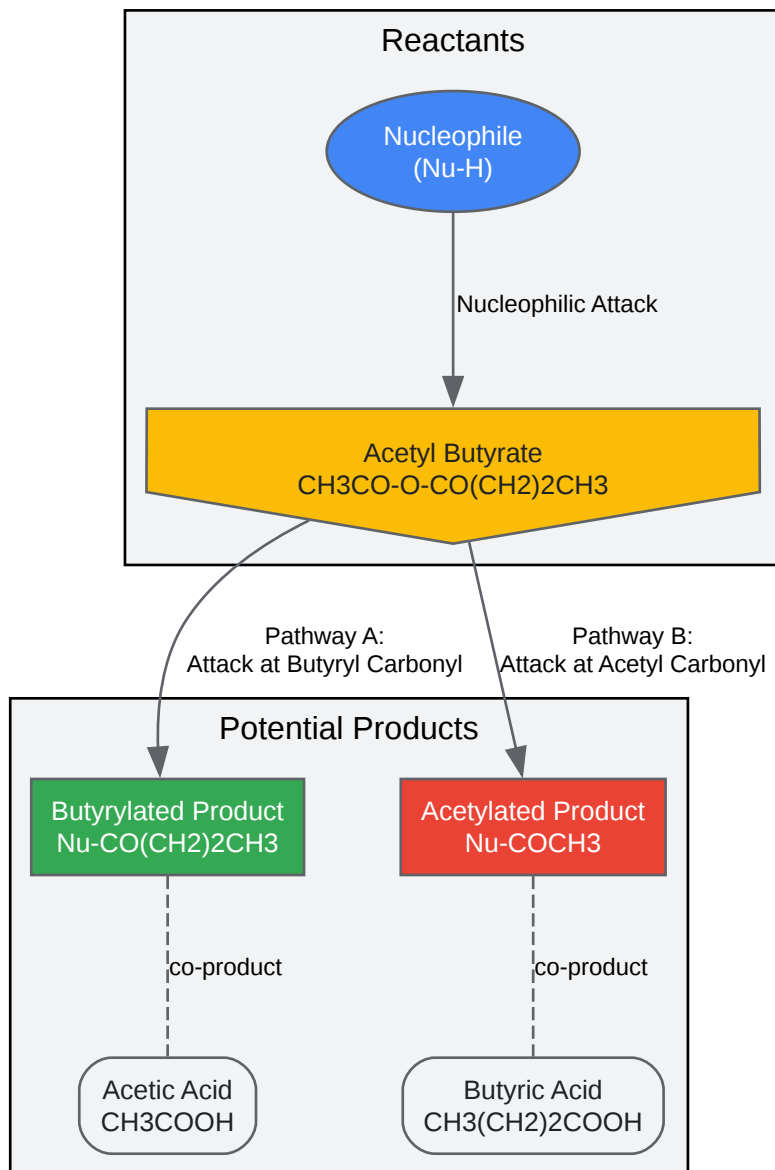 Reactants
Nucleophile
(Nu-H)
Nucleophilic Attack
Acetyl Butyrate
CH3CO-O-CO(CH2)2CH3
Pathway A:
Attack at Butyryl Carbonyl
Pathway B:
Attack at Acetyl Carbonyl
Potential Products
Butyrylated Product
Nu-CO(CH2)2CH3
Acetylated Product
Nu-COCH3
co-product
co-product
Acetic Acid
CH3COOH
Butyric Acid
CH3(CH2)2COOH